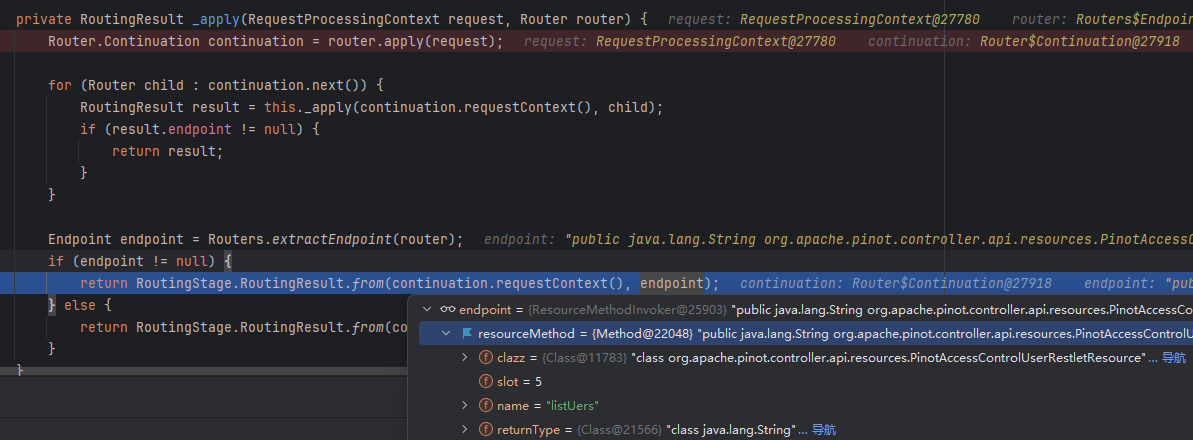 private RoutingResult _apply(RequestProcessingContext request, Router router) {   request: RequestProcessingContext@27780    router: Routers$Endpoin
Router.Continuation continuation = router.apply(request);   request: RequestProcessingContext@27780    continuation: Router$Continuation@27918
for (Router child : continuation.next()) {
RoutingResult result = this._apply(continuation.requestContext(), child);
if (result.endpoint != null) {
return result;
}
}
Endpoint endpoint = Routers.extractEndpoint(router);   endpoint: "public java.lang.String org.apache.pinot.controller.api.resources.PinotAccessC
if (endpoint != null) {
return RoutingStage.RoutingResult.from(continuation.requestContext(), endpoint);   continuation: Router$Continuation@27918    endpoint: "pub
} else {
return RoutingStage.RoutingResult.from(co
}
}
endpoint = {ResourceMethodInvoker@25903} "public java.lang.String org.apache.pinot.controller.api.resources.PinotAccessCo
resourceMethod = {Method@22048} "public java.lang.String org.apache.pinot.controller.api.resources.PinotAccessControlU
clazz = {Class@11783} "class org.apache.pinot.controller.api.resources.PinotAccessControlUserRestletResource"... 导航
slot = 5
name = "listUers"
returnType = {Class@21566} "class java.lang.String"... 导航